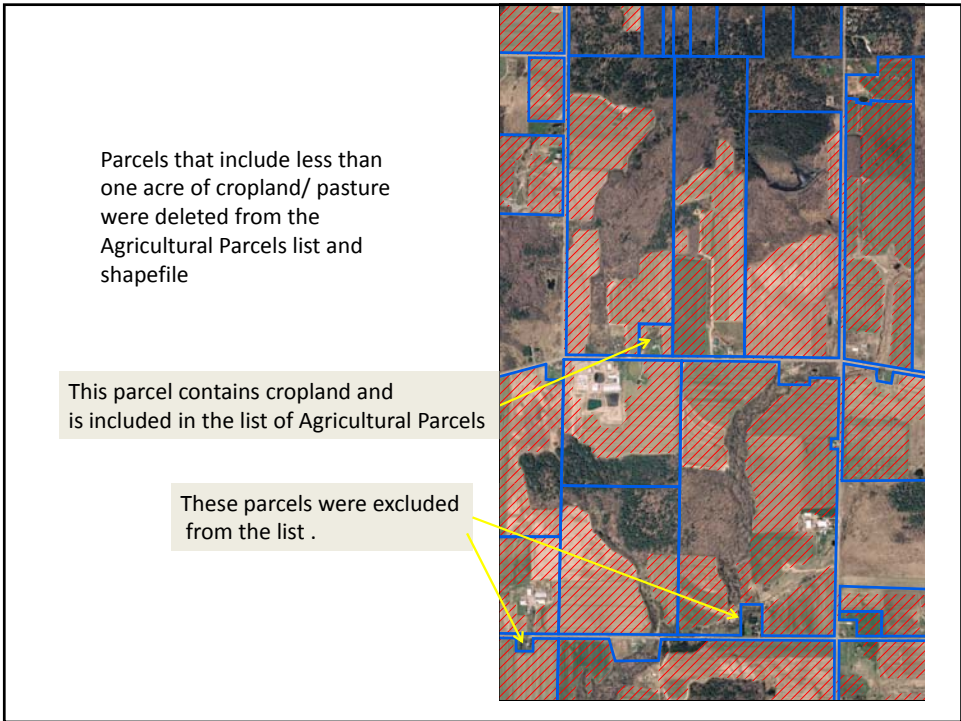 Parcels that include less than
one acre of cropland/ pasture
were deleted from the
Agricultural Parcels list and
shapefile
This parcel contains cropland and
is included in the list of Agricultural Parcels
These parcels were excluded
from the list .